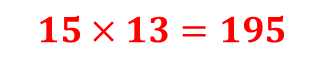 15 × 13 = 195